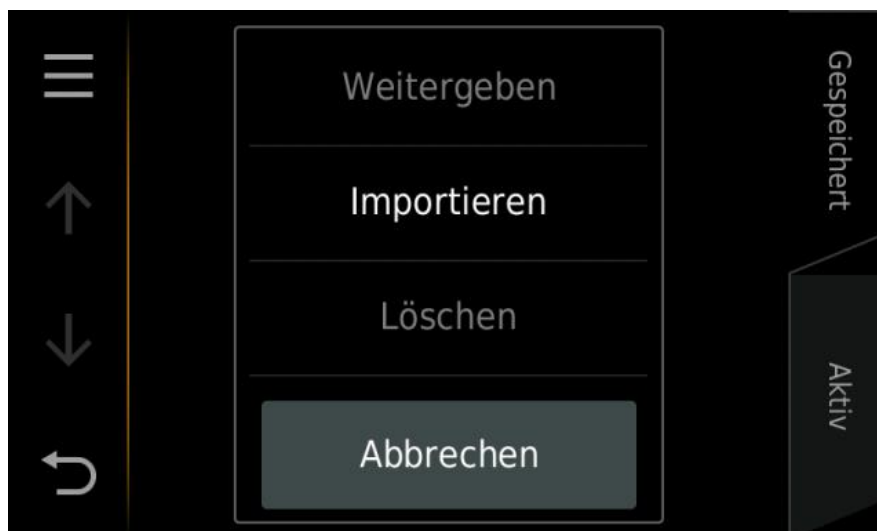 Weitergeben
Importieren
Löschen
Abbrechen
Gespeichert
Aktiv